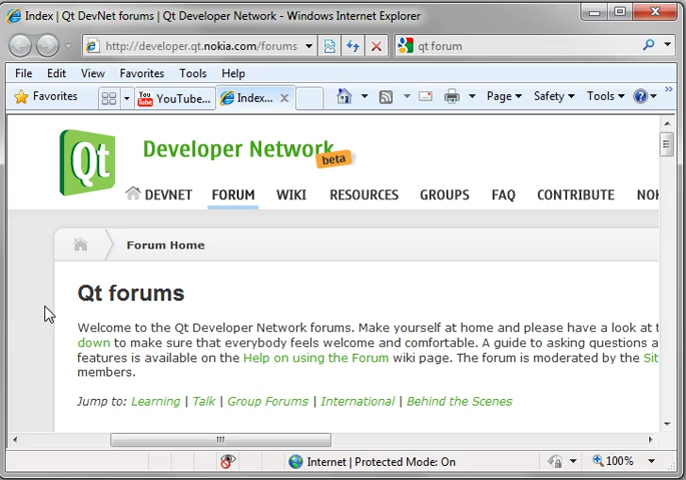 Index | Qt DevNet forums | Qt Developer Network - Windows Internet Explorer
http://developer.qt.nokia.com/forums
qt forum
File Edit View Favorites Tools Help
Favorites YouTube... Index... Page Safety Tools
You
Tube
Qt Developer Network beta
DEVNET FORUM WIKI RESOURCES GROUPS FAQ CONTRIBUTE NOK
Forum Home
Qt forums
Welcome to the Qt Developer Network forums. Make yourself at home and please have a look at t
down to make sure that everybody feels welcome and comfortable. A guide to asking questions a
features is available on the Help on using the Forum wiki page. The forum is moderated by the Sit
members.
Jump to: Learning | Talk | Group Forums | International | Behind the Scenes
Internet | Protected Mode: On 100%